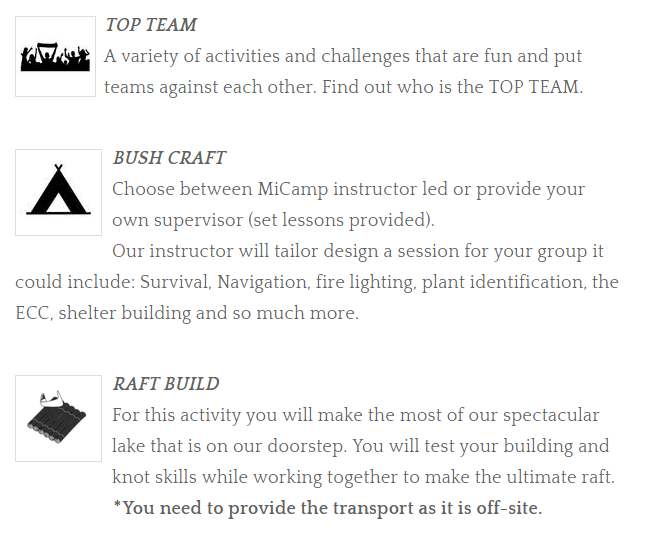 TOP TEAM
A variety of activities and challenges that are fun and put
teams against each other. Find out who is the TOP TEAM.
BUSH CRAFT
Choose between MiCamp instructor led or provide your
own supervisor (set lessons provided).
Our instructor will tailor design a session for your group it
could include: Survival, Navigation, fire lighting, plant identification, the
ECC, shelter building and so much more.
RAFT BUILD
For this activity you will make the most of our spectacular
lake that is on our doorstep. You will test your building and
knot skills while working together to make the ultimate raft.
*You need to provide the transport as it is off-site.